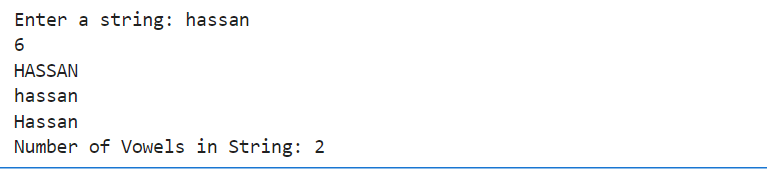 Enter a string: hassan
6
HASSAN
hassan
Hassan
Number of Vowels in String: 2